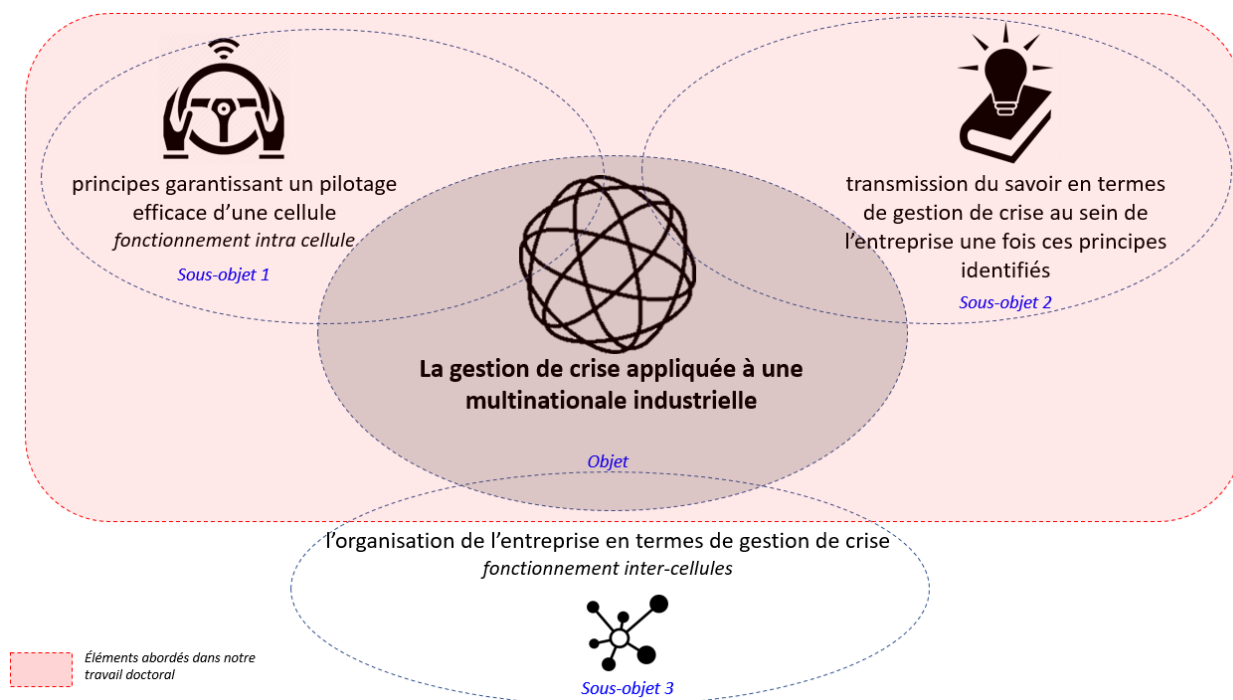 principes garantissant un pilotage
efficace d’une cellule
fonctionnement intra cellule
Sous-objet 1
transmission du savoir en termes
de gestion de crise au sein de
l’entreprise une fois ces principes
identifiés
Sous-objet 2
La gestion de crise appliquée à une
multinationale industrielle
Objet
l’organisation de l’entreprise en termes de gestion de crise
fonctionnement inter-cellules
Sous-objet 3
Éléments abordés dans notre
travail doctoral